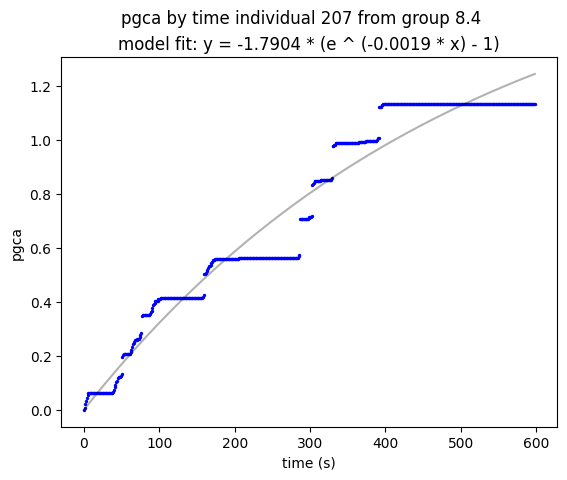 pgca by time individual 207 from group 8.4
model fit: y = -1.7904 * (e ^ (-0.0019 * x) - 1)
1.2
1.0
0.8
0.6
0.4
0.2
0.0
pgca
0 100 200 300 400 500 600
time (s)